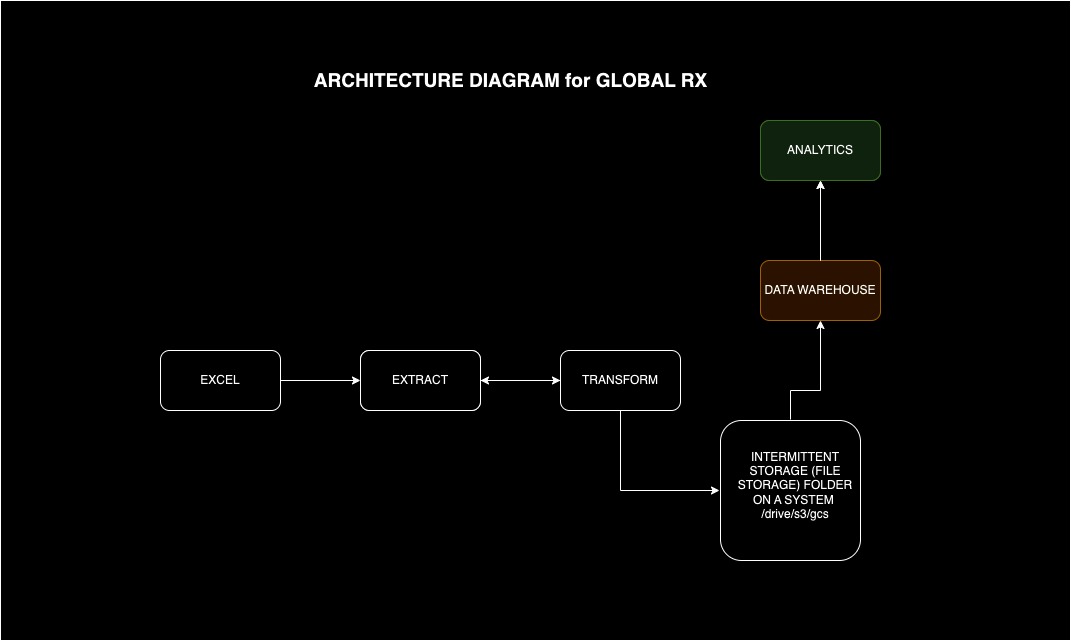 ARCHITECTURE DIAGRAM for GLOBAL RX
ANALYTICS
DATA WAREHOUSE
EXCEL
EXTRACT
TRANSFORM
INTERMITTENT
STORAGE (FILE
STORAGE) FOLDER
ON A SYSTEM
/drive/s3/gcs